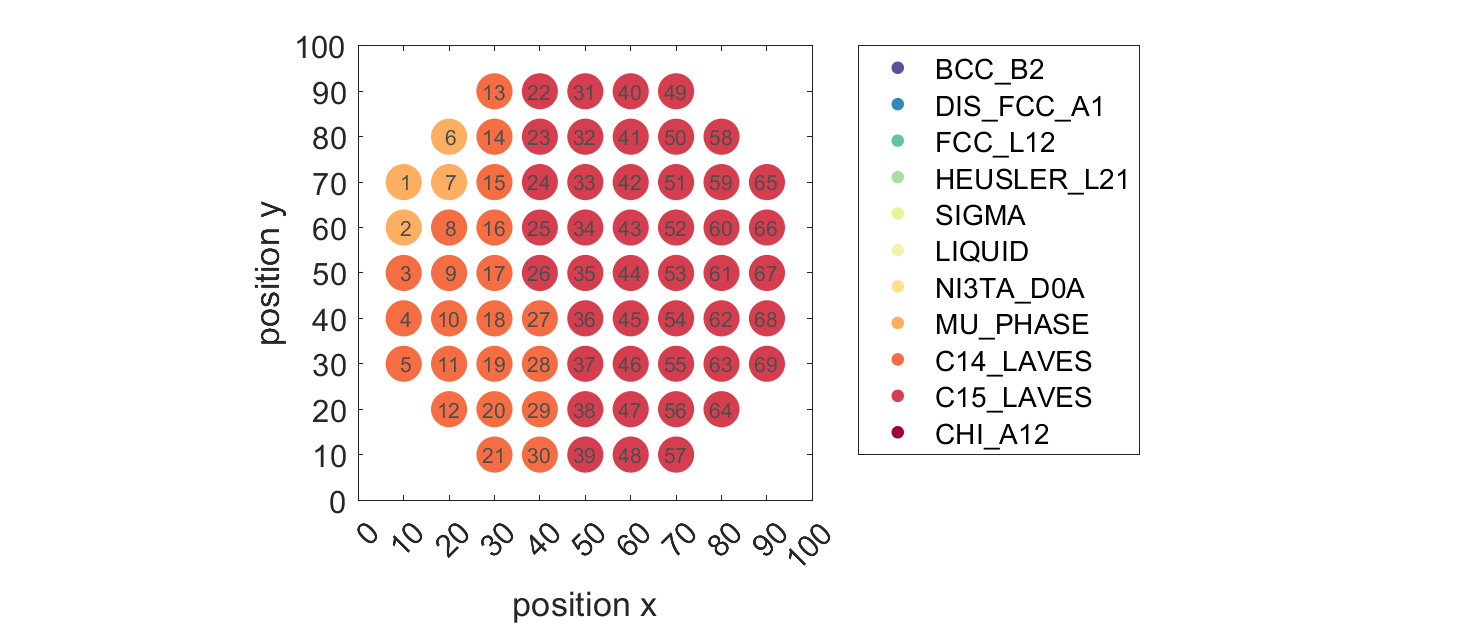 100
90
80
70
60
50
40
30
20
10
0
position y
13 22 31 40 49
6 14 23 32 41 50 58
1 7 15 24 33 42 51 59 65
2 8 16 25 34 43 52 60 66
3 9 17 26 35 44 53 61 67
4 10 18 27 36 45 54 62 68
5 11 19 28 37 46 55 63 69
12 20 29 38 47 56 64
21 30 39 48 57
0 10 20 30 40 50 60 70 80 90 100
position x
BCC_B2
DIS_FCC_A1
FCC_L12
HEUSLER_L21
SIGMA
LIQUID
NI3TA_D0A
MU_PHASE
C14_LAVES
C15_LAVES
CHI_A12